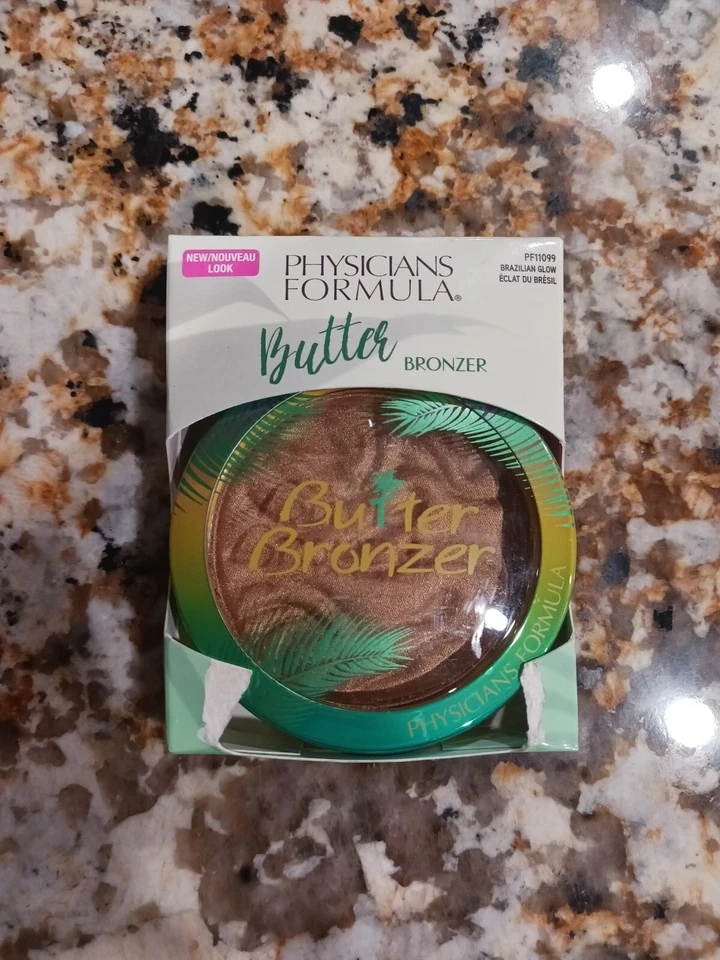 NEW/NOUVEAU
LOOK
PHYSICIANS
FORMULA®
PF11099
BRAZILIAN GLOW
ÉCLAT DU BRÉSIL
Butter BRONZER
Butter
Bronzer
PHYSICIANS FORMULA